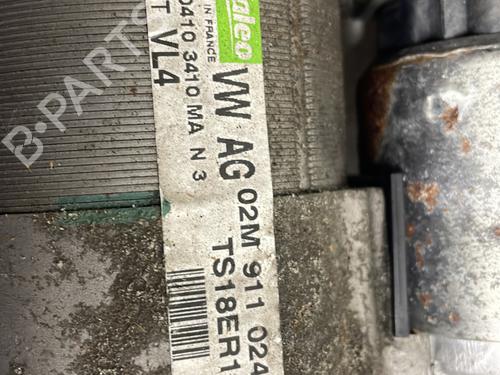 Valeo
IN FRANCE
VW AG 02M 911 024
0410 3410 MA N 3
TS18ER1
T VL4
B-PARTS